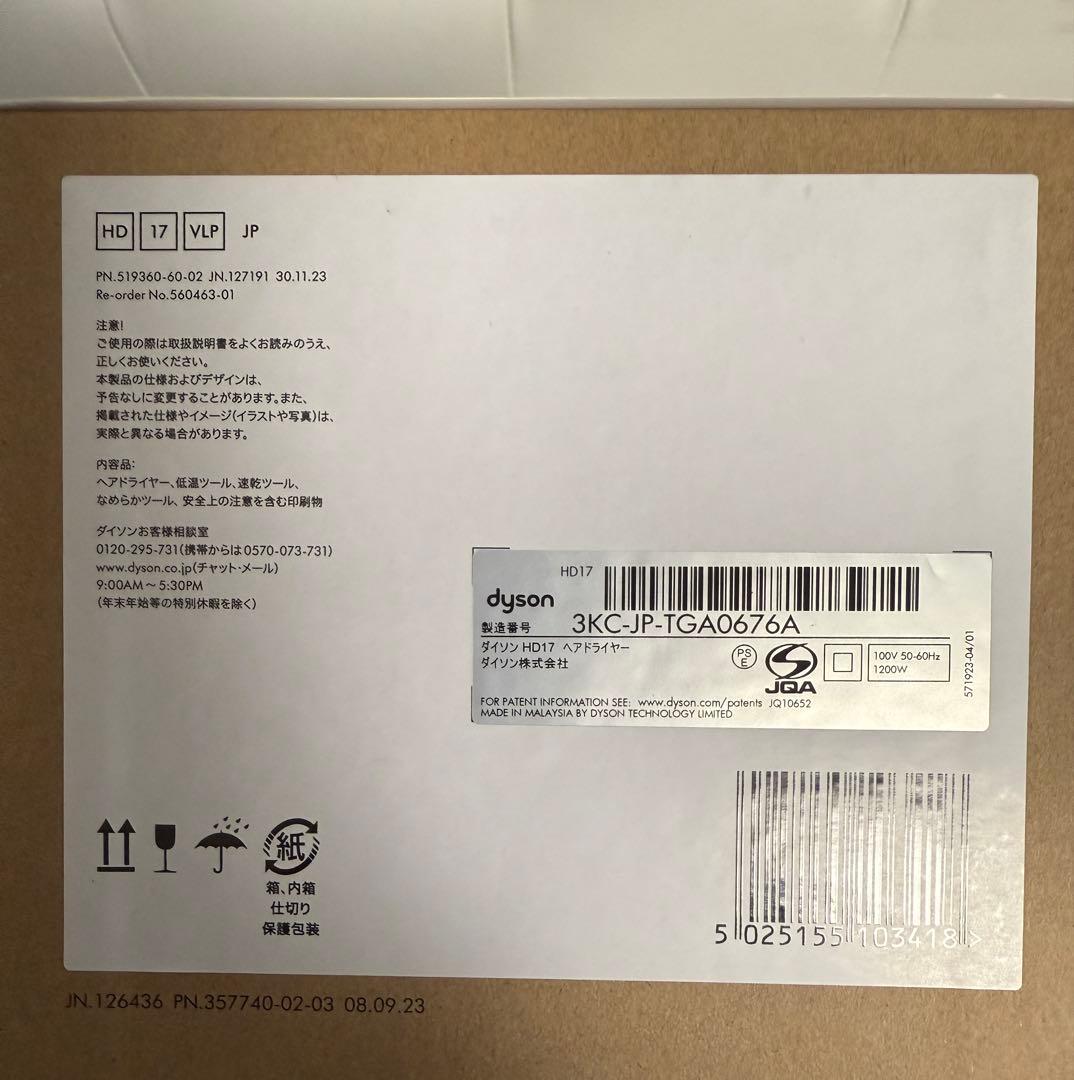 HD 17 VLP JP
PN.519360-60-02 JN.127191 30.11.23
Re-order No.560463-01
注意!
ご使用の際は取扱説明書をよくお読みのうえ、
正しくお使いください。
本製品の仕様およびデザインは、
予告なしに変更することがあります。また、
掲載された仕様やイメージ(イラストや写真)は、
実際と異なる場合があります。
内容品:
ヘアドライヤー、低温ツール、速乾ツール、
なめらかツール、安全上の注意を含む印刷物
ダイソンお客様相談室
0120-295-731(携帯からは0570-073-731)
www.dyson.co.jp(チャット・メール)
9:00AM～5:30PM
(年末年始等の特別休暇を除く)
HD17
dyson
製造番号 3KC-JP-TGA0676A
ダイソン HD17 ヘアドライヤー
ダイソン株式会社
PS
E
JQA
100V 50-60Hz
1200W
FOR PATENT INFORMATION SEE: www.dyson.com/patents JQ10652
MADE IN MALAYSIA BY DYSON TECHNOLOGY LIMITED
571923-04/01
紙
箱、内箱
仕切り
保護包装
5 025155 103418 >
JN.126436 PN.357740-02-03 08.09.23